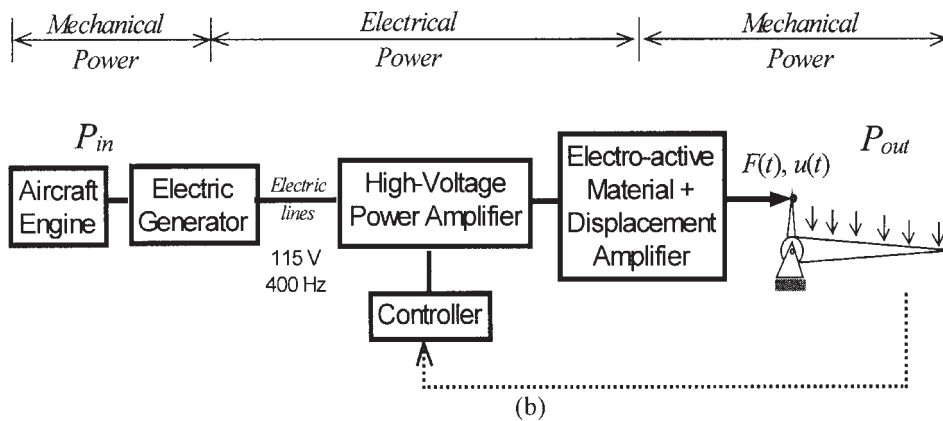 Mechanical
Power
Electrical
Power
Mechanical
Power
P_in
P_out
Aircraft
Engine
Electric
Generator
Electric
lines
115 V
400 Hz
High-Voltage
Power Amplifier
Controller
Electro-active
Material +
Displacement
Amplifier
F(t), u(t)
(b)